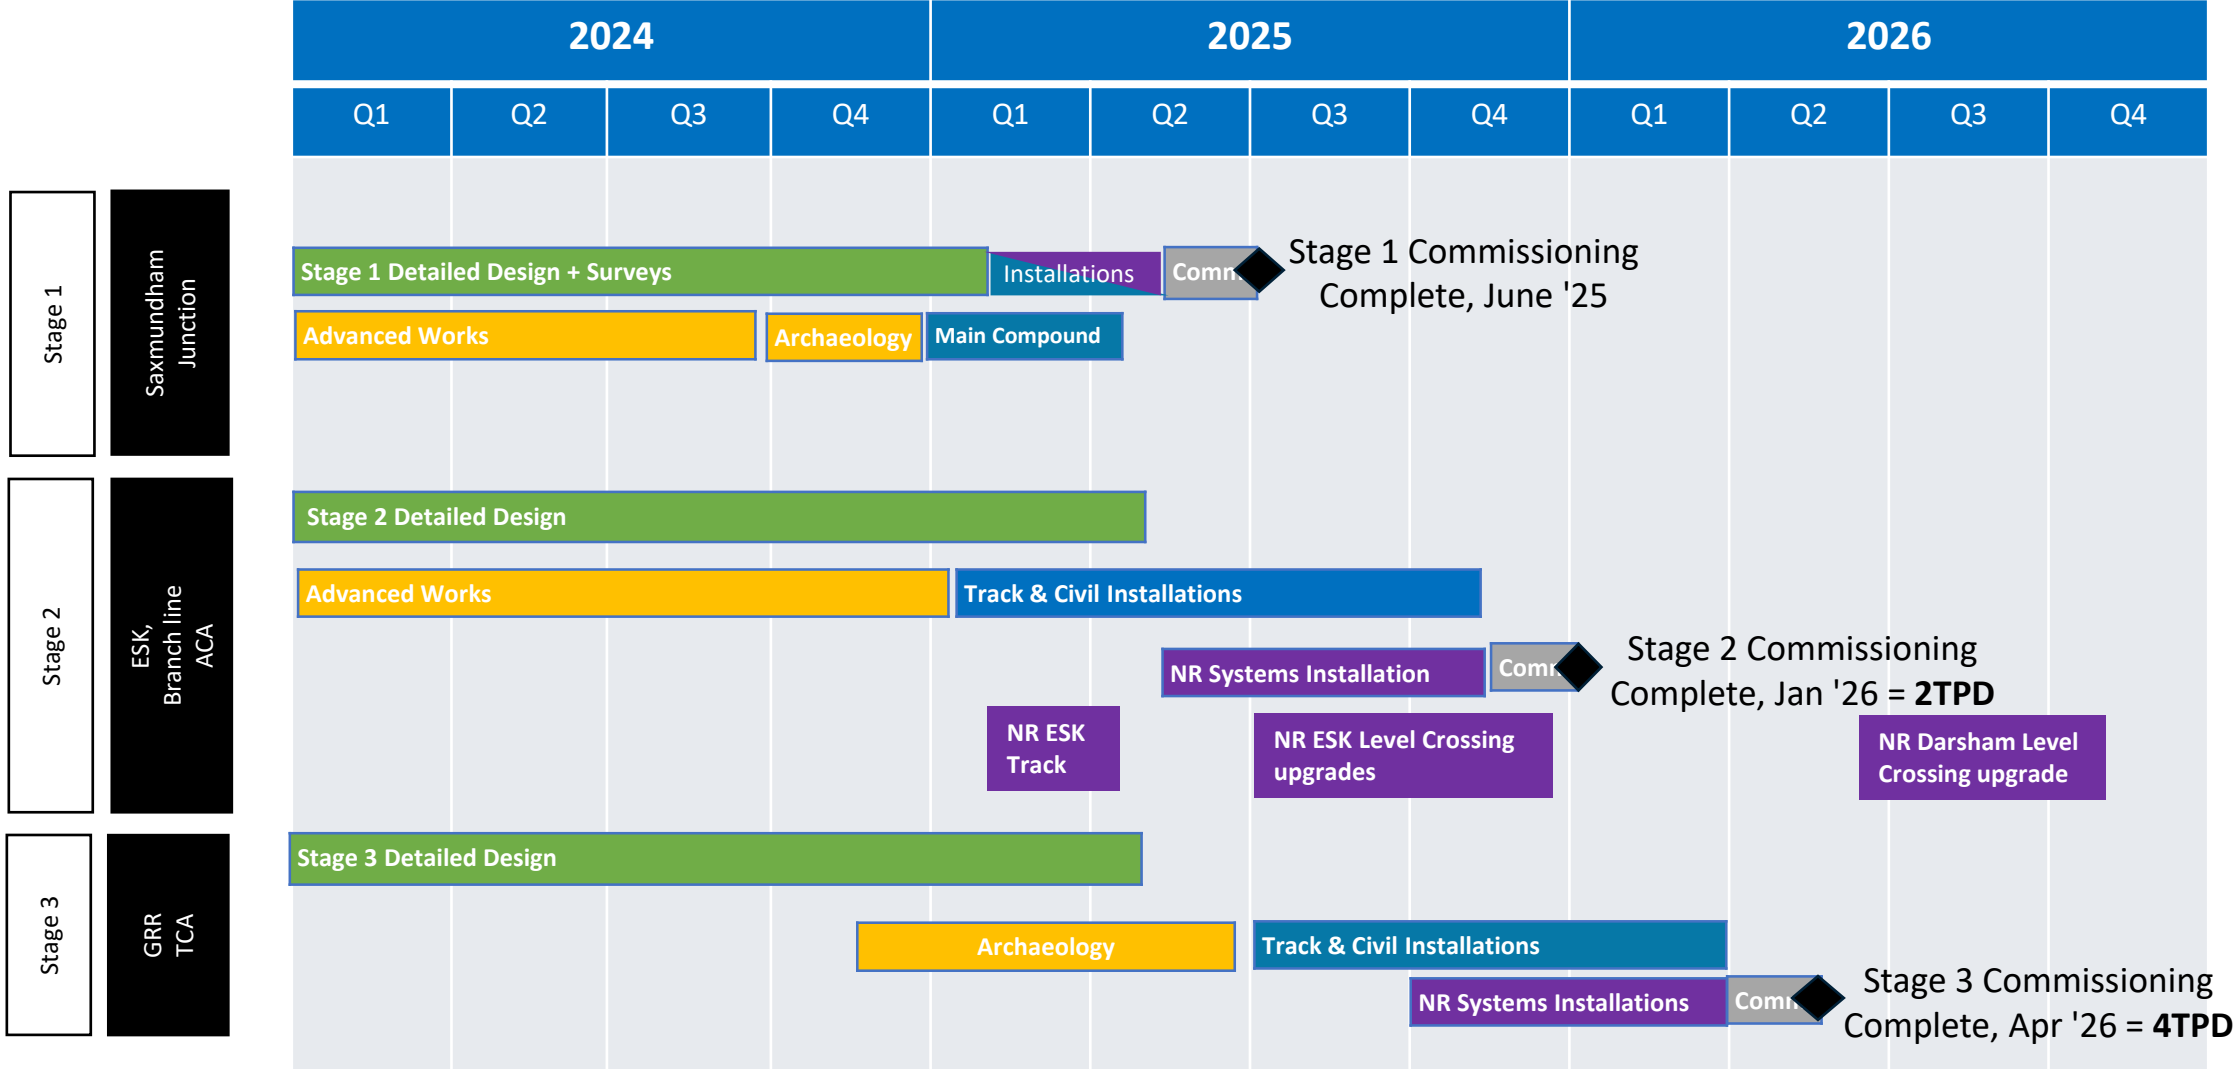 2024 2025 2026
Q1 Q2 Q3 Q4 Q1 Q2 Q3 Q4 Q1 Q2 Q3 Q4
Stage 1
Saxmundham
Junction
Stage 1 Detailed Design + Surveys
Installations
Comm
Stage 1 Commissioning
Complete, June '25
Advanced Works
Archaeology
Main Compound
Stage 2
ESK,
Branch line
ACA
Stage 2 Detailed Design
Advanced Works
Track & Civil Installations
NR Systems Installation
Comm
Stage 2 Commissioning
Complete, Jan '26 = 2TPD
NR ESK
Track
NR ESK Level Crossing
upgrades
NR Darsham Level
Crossing upgrade
Stage 3
GRR
TCA
Stage 3 Detailed Design
Archaeology
Track & Civil Installations
NR Systems Installations
Comm
Stage 3 Commissioning
Complete, Apr '26 = 4TPD